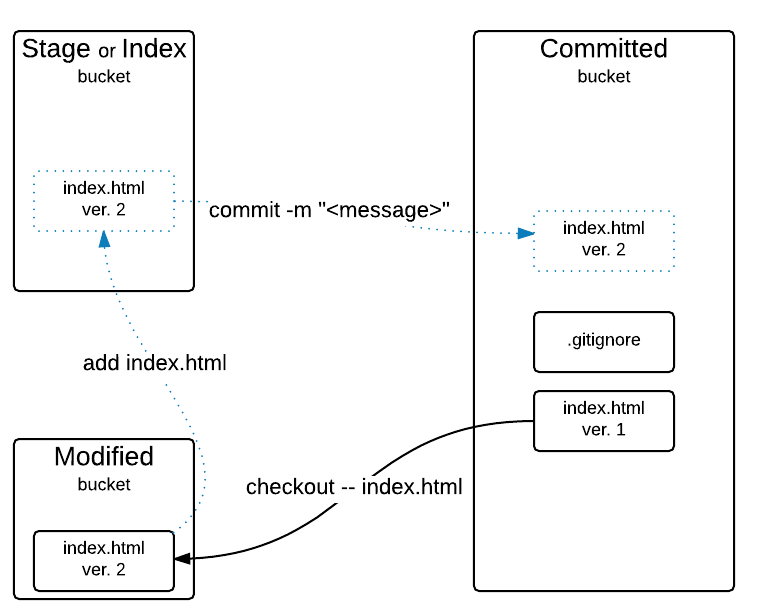 Stage or Index
bucket
index.html
ver. 2
commit -m "<message>"
add index.html
Modified
bucket
index.html
ver. 2
checkout -- index.html
Committed
bucket
index.html
ver. 2
.gitignore
index.html
ver. 1